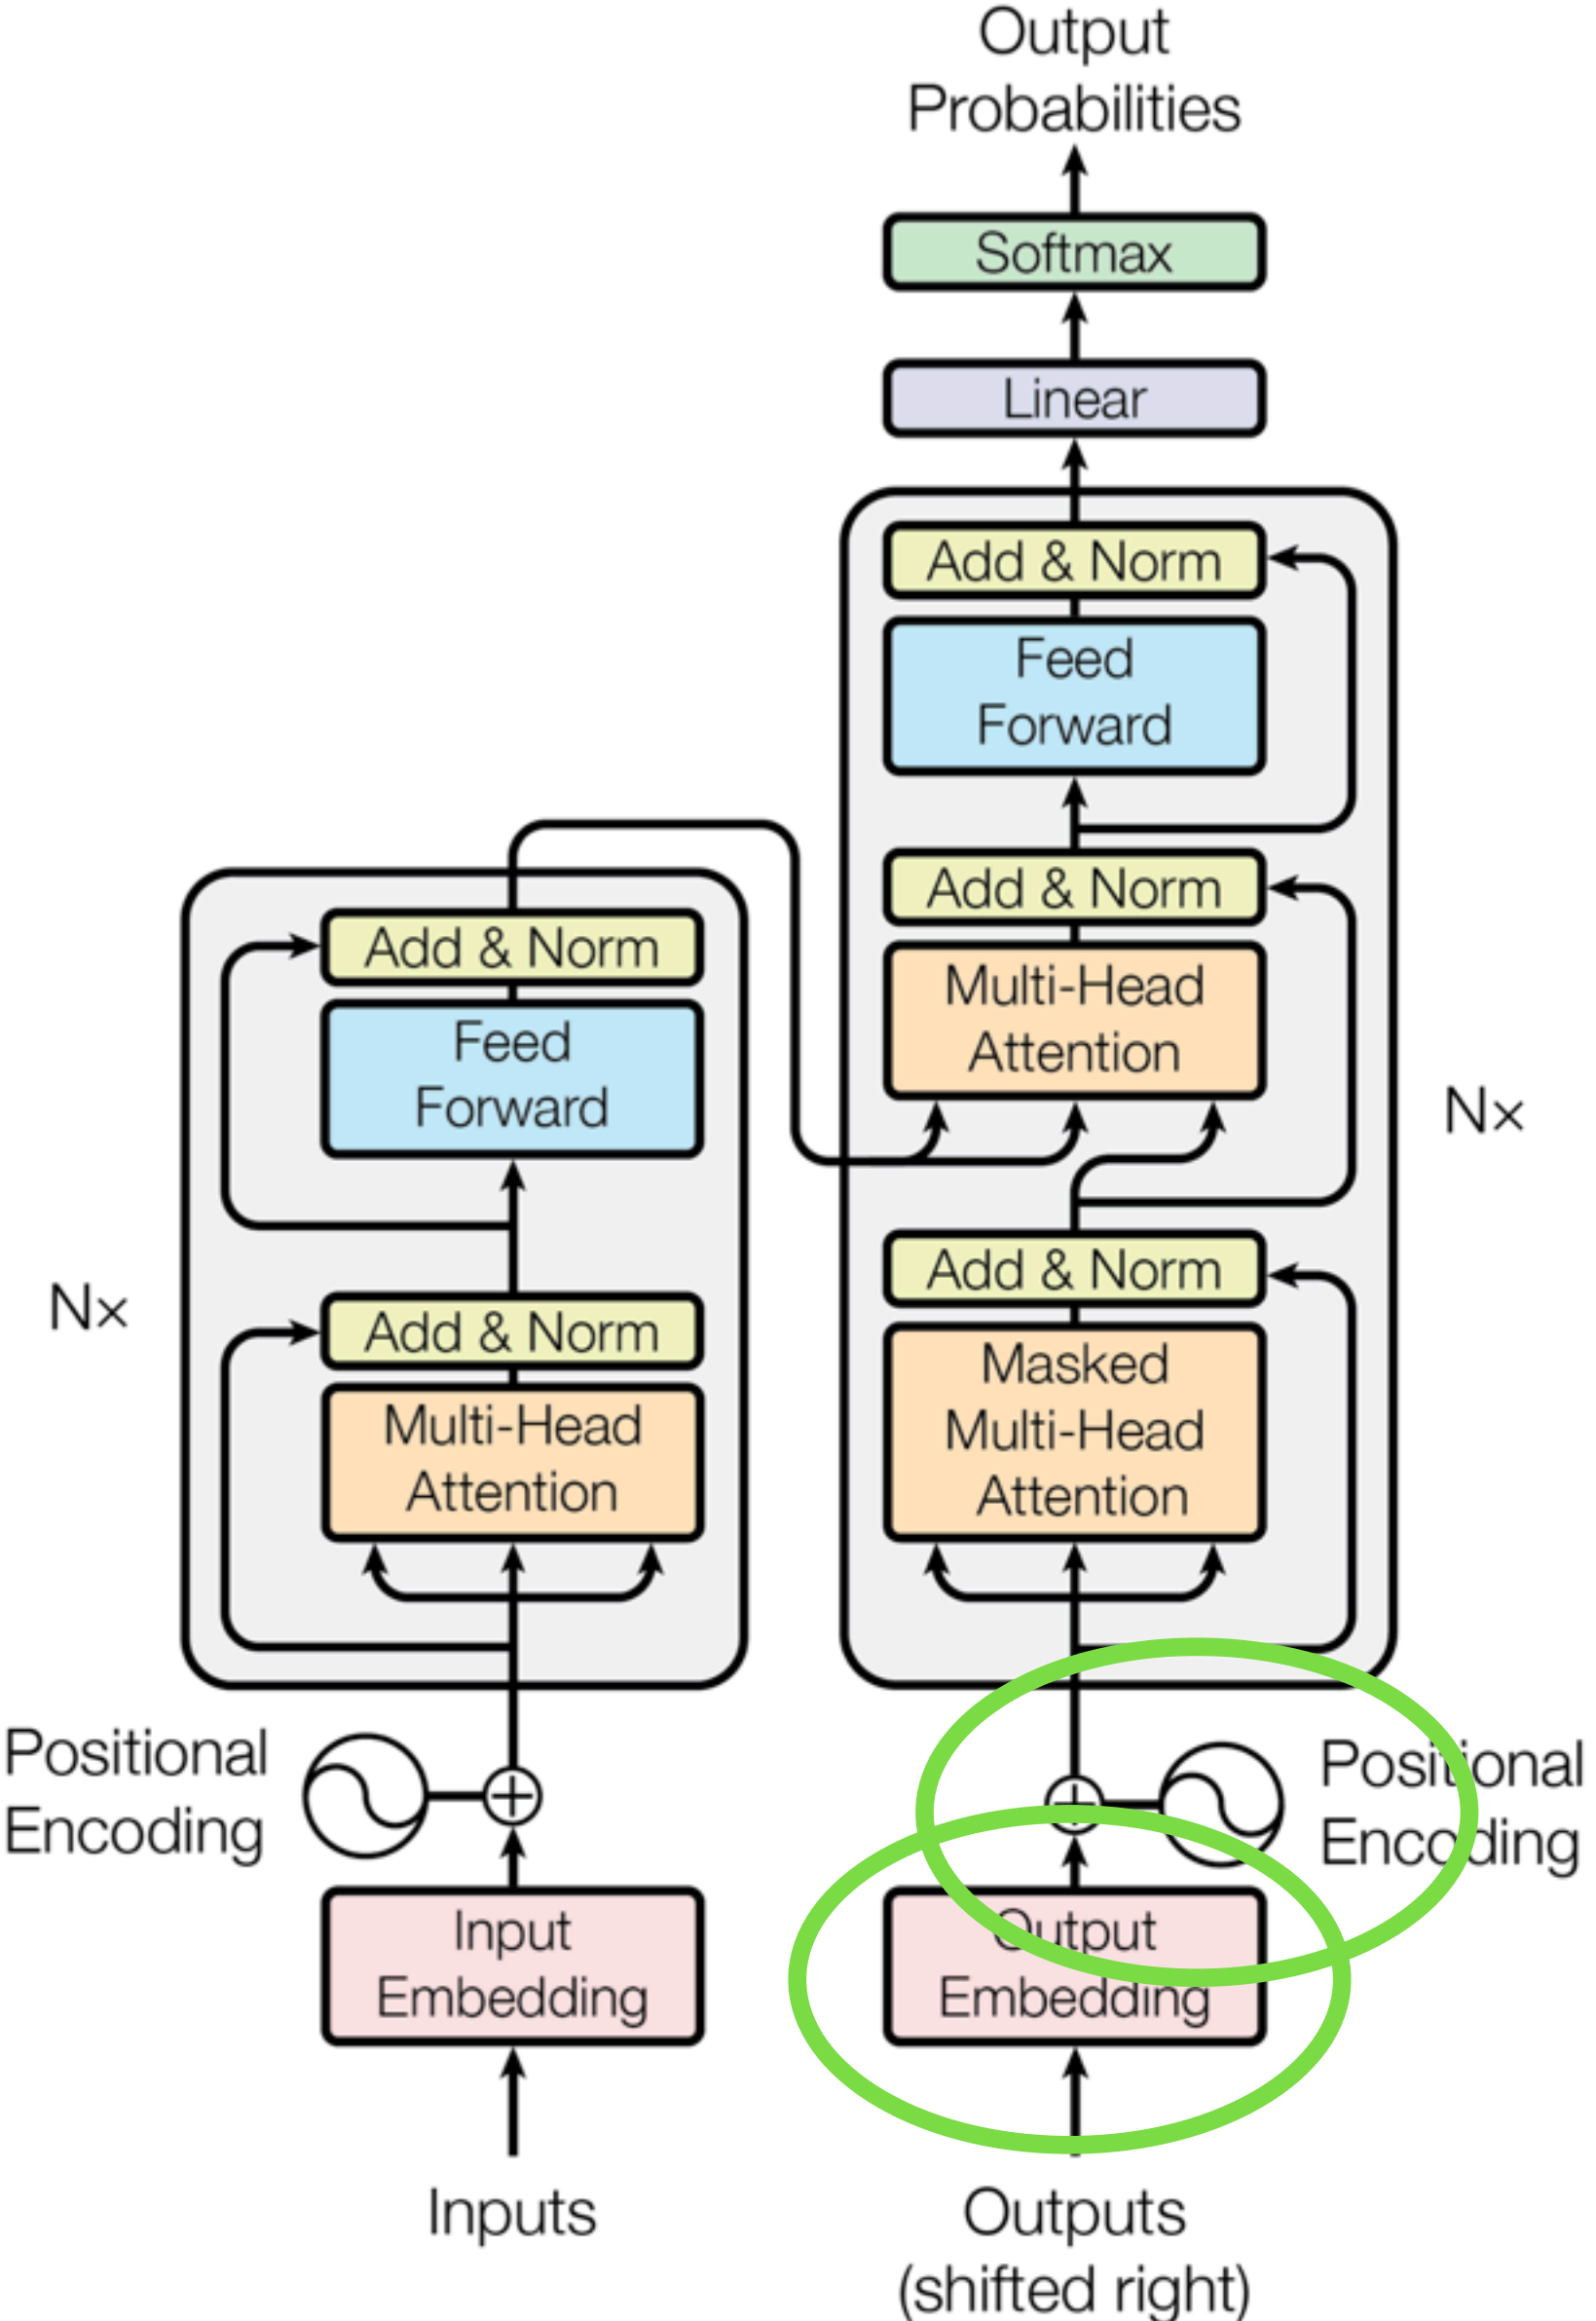 Output
Probabilities
Softmax
Linear
Add & Norm
Feed
Forward
Add & Norm
Multi-Head
Attention
Add & Norm
Masked
Multi-Head
Attention
Nx
Add & Norm
Feed
Forward
Add & Norm
Multi-Head
Attention
Nx
Positional
Encoding
Positional
Encoding
Input
Embedding
Output
Embedding
Inputs
Outputs
(shifted right)